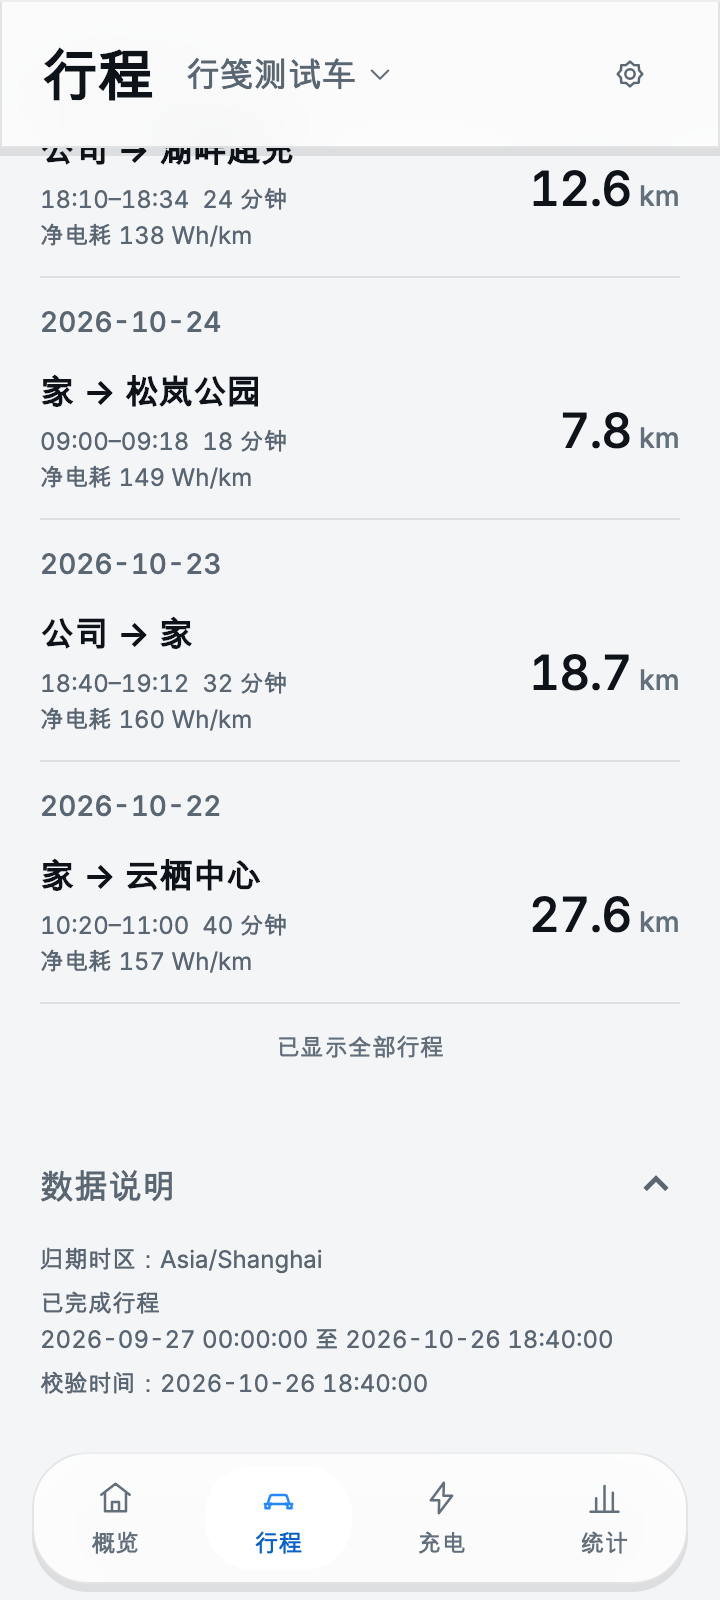 行程
行笺测试车
公司 → 湖畔超充
18:10–18:34 24 分钟
12.6 km
净电耗 138 Wh/km
2026-10-24
家 → 松岚公园
09:00–09:18 18 分钟
7.8 km
净电耗 149 Wh/km
2026-10-23
公司 → 家
18:40–19:12 32 分钟
18.7 km
净电耗 160 Wh/km
2026-10-22
家 → 云栖中心
10:20–11:00 40 分钟
27.6 km
净电耗 157 Wh/km
已显示全部行程
数据说明
归期时区：Asia/Shanghai
已完成行程
2026-09-27 00:00:00 至 2026-10-26 18:40:00
校验时间：2026-10-26 18:40:00
概览
行程
充电
统计